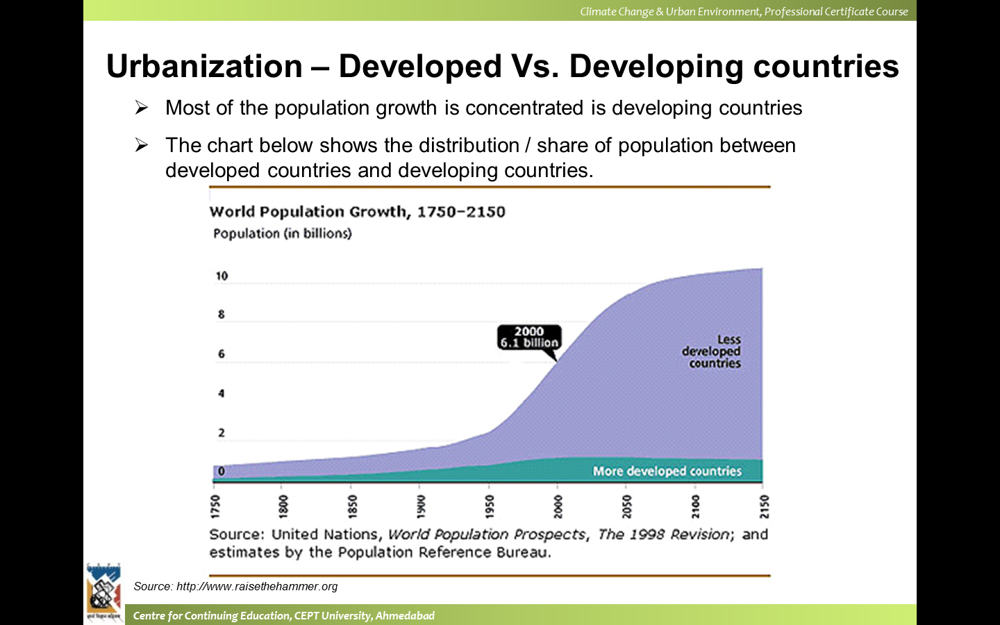 Climate Change & Urban Environment, Professional Certificate Course
Urbanization – Developed Vs. Developing countries
➢ Most of the population growth is concentrated is developing countries
➢ The chart below shows the distribution / share of population between
developed countries and developing countries.
World Population Growth, 1750–2150
Population (in billions)
10
8
6
4
2
0
2000
6.1 billion
Less
developed
countries
More developed countries
1750
1800
1850
1900
1950
2000
2050
2100
2150
Source: United Nations, World Population Prospects, The 1998 Revision; and
estimates by the Population Reference Bureau.
Source: http://www.raisethehammer.org
Centre for Continuing Education, CEPT University, Ahmedabad